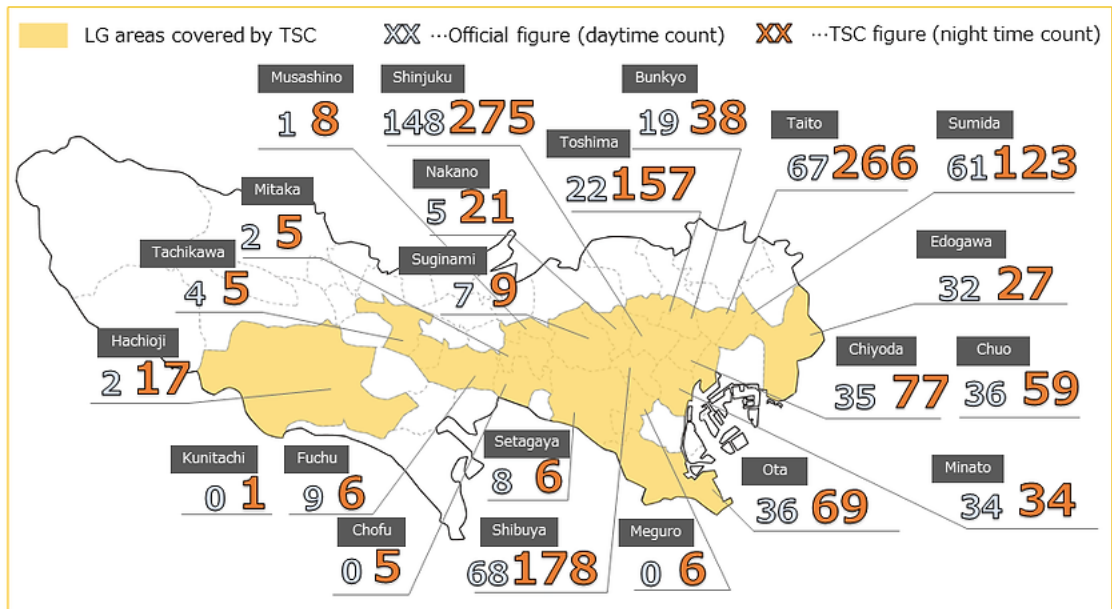 LG areas covered by TSC
XX …Official figure (daytime count)
XX …TSC figure (night time count)
Musashino
1 8
Shinjuku
148 275
Bunkyo
19 38
Toshima
22 157
Taito
67 266
Sumida
61 123
Nakano
5 21
Mitaka
2 5
Tachikawa
4 5
Suginami
7 9
Edogawa
32 27
Hachioji
2 17
Chiyoda
35 77
Chuo
36 59
Kunitachi
0 1
Fuchu
9 6
Setagaya
8 6
Ota
36 69
Minato
34 34
Chofu
0 5
Shibuya
68 178
Meguro
0 6